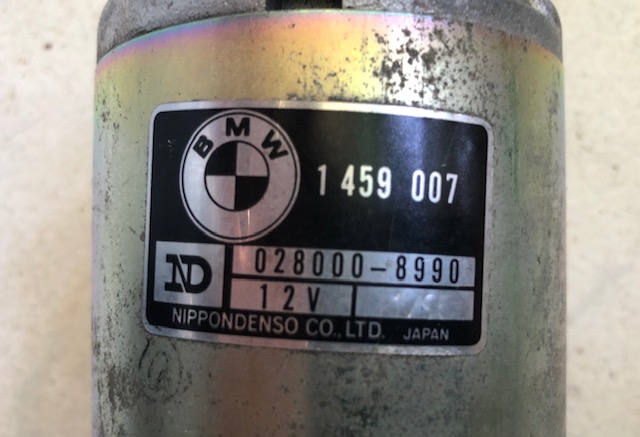 BMW
1 459 007
ND
028000-8990
12V
NIPPONDENSO CO., LTD. JAPAN